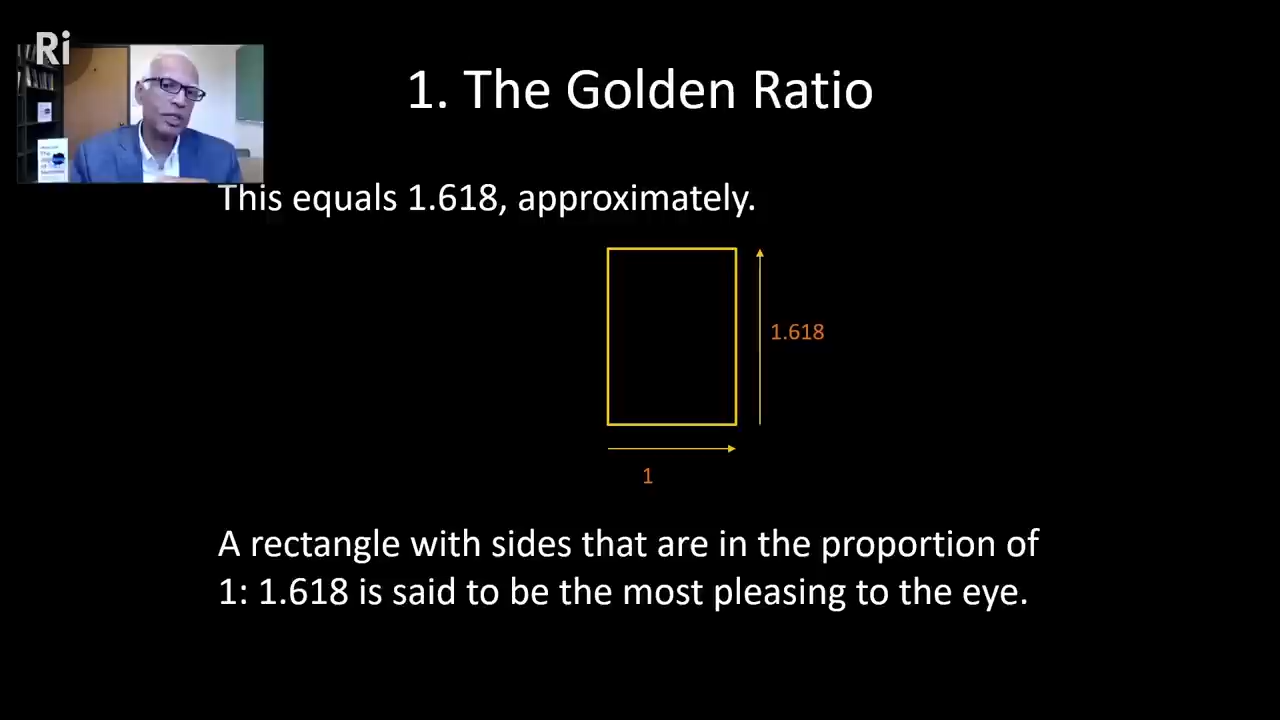 Ri
1. The Golden Ratio
This equals 1.618, approximately.
1.618
1
A rectangle with sides that are in the proportion of
1: 1.618 is said to be the most pleasing to the eye.